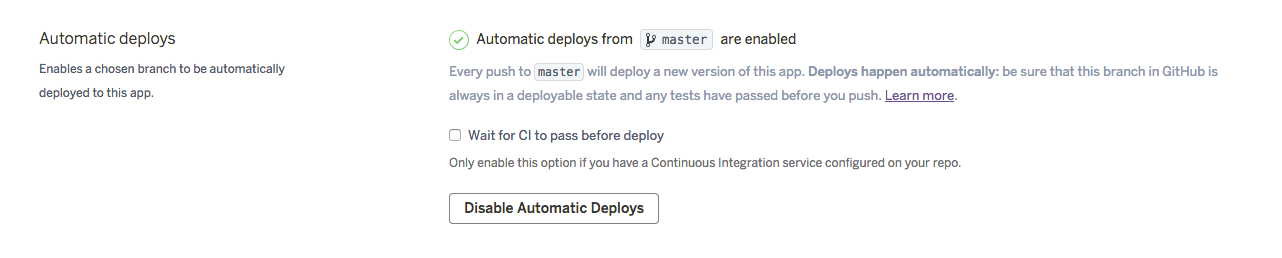 Automatic deploys
Enables a chosen branch to be automatically
deployed to this app.
Automatic deploys from master are enabled
Every push to master will deploy a new version of this app. Deploys happen automatically: be sure that this branch in GitHub is
always in a deployable state and any tests have passed before you push. Learn more.
Wait for CI to pass before deploy
Only enable this option if you have a Continuous Integration service configured on your repo.
Disable Automatic Deploys